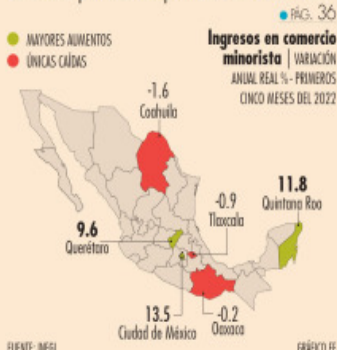 PÁG. 36
MAYORES AUMENTOS
ÚNICAS CAÍDAS
Ingresos en comercio
minorista | VARIACIÓN
ANUAL REAL % - PRIMEROS
CINCO MESES DEL 2022
-1.6
Coahuila
-0.9
Tlaxcala
11.8
Quintana Roo
9.6
Querétaro
13.5
Ciudad de México
-0.2
Oaxaca
FUENTE: INEGI
GRÁFICO EE